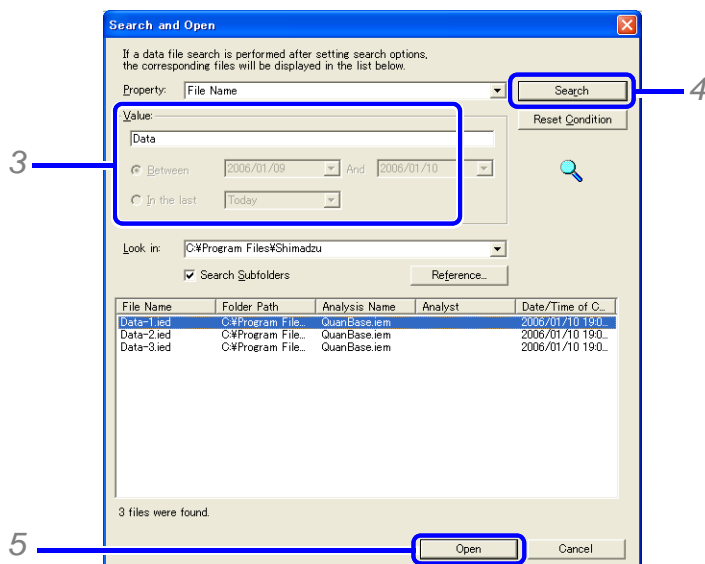 Search and Open
If a data file search is performed after setting search options,
the corresponding files will be displayed in the list below.
Property: File Name Search 4
Value: Reset Condition
Data
3 Between 2006/01/09 And 2006/01/10
In the last Today
Look in: C:¥Program Files¥Shimadzu
Search Subfolders Reference...
File Name Folder Path Analysis Name Analyst Date/Time of C...
Data-1.ied C:¥Program File... QuanBase.iem 2006/01/10 19:0...
Data-2.ied C:¥Program File... QuanBase.iem 2006/01/10 19:0...
Data-3.ied C:¥Program File... QuanBase.iem 2006/01/10 19:0...
3 files were found.
5 Open Cancel